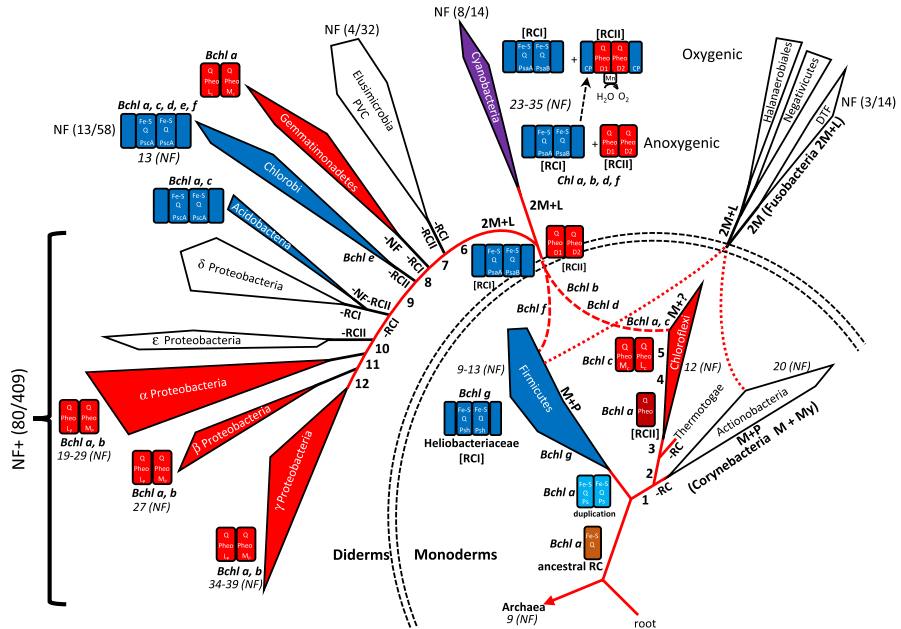 NF (8/14)
[RCI]
[RCII]
Oxygenic
Fe-S Fe-S
Q Q
PsaA PsaB
+
CP
Q Q
Pheo Pheo
D1 D2
CP
Mn
H2O O2
23-35 (NF)
Fe-S Fe-S
Q Q
PsaA PsaB
+
Q Q
Pheo Pheo
D1 D2
Anoxygenic
[RCI]
[RCII]
Chl a, b, d, f
Cyanobacteria
2M+L
NF (4/32)
Elusimicrobia
PVC
-RCI
-RCII
Bchl a
Q Q
Pheo Pheo
L M
Gemmatimonadetes
-NF
-RCI
Bchl a, c, d, e, f
NF (13/58)
Fe-S Fe-S
Q Q
PscA PscA
13 (NF)
Chlorobi
Bchl e
-RCII
Bchl a, c
Fe-S Fe-S
Q Q
PscA PscA
Acidobacteria
-NF-RCII
δ Proteobacteria
-RCI
-RCI
ε Proteobacteria
-RCII
α Proteobacteria
Q Q
Pheo Pheo
LP MP
Bchl a, b
19-29 (NF)
β Proteobacteria
Q Q
Pheo Pheo
LP MP
Bchl a, b
27 (NF)
γ Proteobacteria
Q Q
Pheo Pheo
LP MP
Bchl a, b
34-39 (NF)
NF+ (80/409)
6
7
8
9
10
11
12
2M+L
Fe-S Fe-S
Q Q
PsaA PsaB
[RCI]
Q Q
Pheo Pheo
D1 D2
[RCII]
Halanaerobiales
Negativicutes
DTF
NF (3/14)
2M+L
2M (Fusobacteria 2M+L)
Bchl f
Bchl b
Bchl d
Bchl a, c
M+?
Chloroflexi
12 (NF)
Bchl c
Q Q
Pheo Pheo
M L
5
4
Bchl a
Q
Pheo
[RCII]
3
-RC
Thermotogae
2
1
-RC
20 (NF)
Actionobacteria
M+P
(Corynebacteria M + My)
9-13 (NF)
Firmicutes
M+P
Bchl g
Fe-S Fe-S
Q Q
Psh Psh
Heliobacteriaceae
[RCI]
Bchl g
Bchl a
Fe-S Fe-S
Q Q
Ps Ps
duplication
Bchl a
Fe-S
Q
ancestral RC
Diderms
Monoderms
Archaea
9 (NF)
root